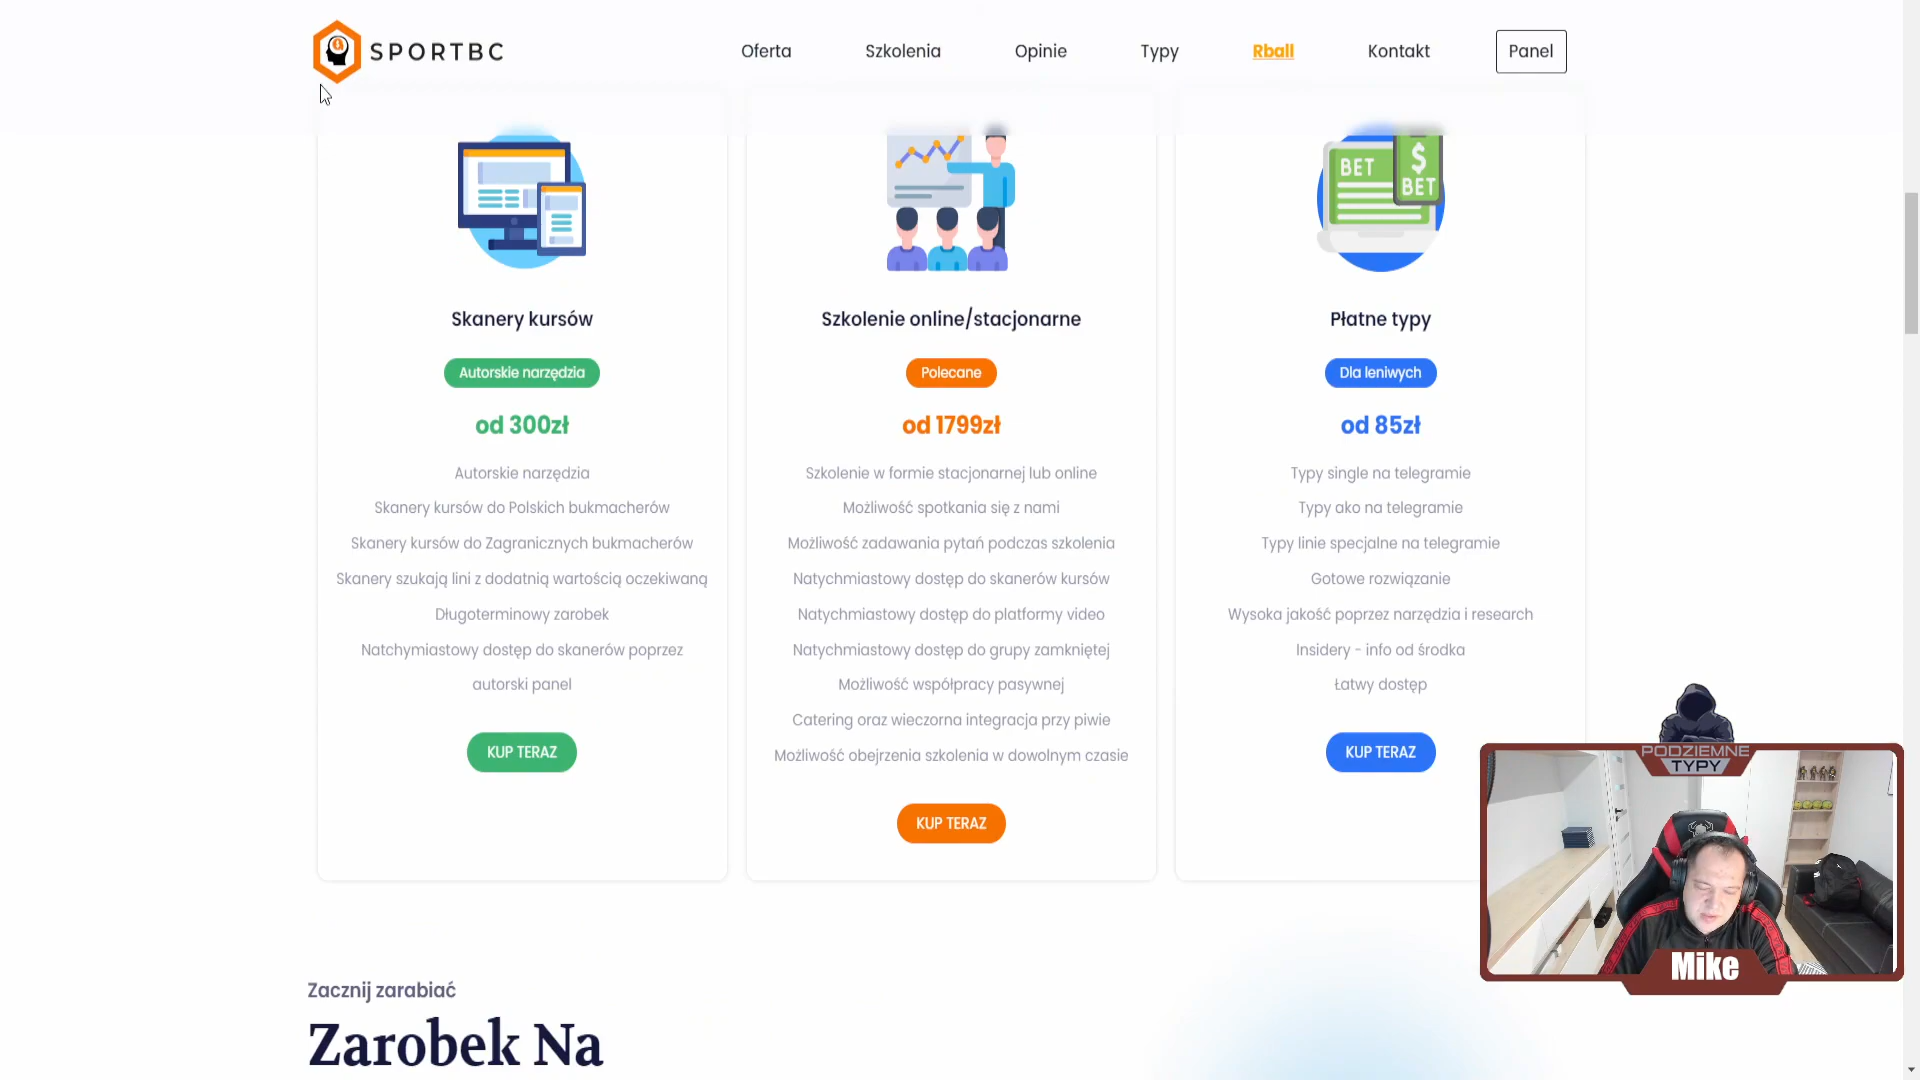 SPORTBC
Oferta
Szkolenia
Opinie
Typy
Rball
Kontakt
Panel
BET
$
BET
Skanery kursów
Autorskie narzędzia
od 300zł
Autorskie narzędzia
Skanery kursów do Polskich bukmacherów
Skanery kursów do Zagranicznych bukmacherów
Skanery szukają lini z dodatnią wartością oczekiwaną
Długoterminowy zarobek
Natchymiastowy dostęp do skanerów poprzez
autorski panel
KUP TERAZ
Szkolenie online/stacjonarne
Polecane
od 1799zł
Szkolenie w formie stacjonarnej lub online
Możliwość spotkania się z nami
Możliwość zadawania pytań podczas szkolenia
Natychmiastowy dostęp do skanerów kursów
Natychmiastowy dostęp do platformy video
Natychmiastowy dostęp do grupy zamkniętej
Możliwość współpracy pasywnej
Catering oraz wieczorna integracja przy piwie
Możliwość obejrzenia szkolenia w dowolnym czasie
KUP TERAZ
Płatne typy
Dla leniwych
od 85zł
Typy single na telegramie
Typy ako na telegramie
Typy linie specjalne na telegramie
Gotowe rozwiązanie
Wysoka jakość poprzez narzędzia i research
Insidery - info od środka
Łatwy dostęp
KUP TERAZ
PODZIEMNE
TYPY
Mike
Zacznij zarabiać
Zarobek Na